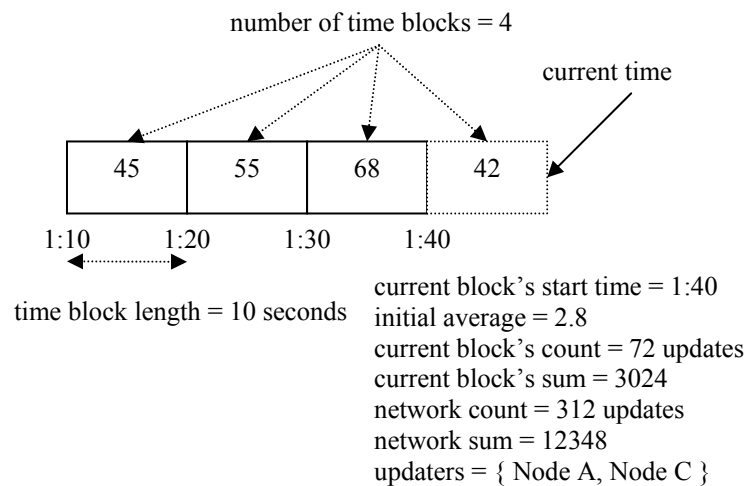 number of time blocks = 4
current time
45 55 68 42
1:10 1:20 1:30 1:40
time block length = 10 seconds
current block’s start time = 1:40
initial average = 2.8
current block’s count = 72 updates
current block’s sum = 3024
network count = 312 updates
network sum = 12348
updaters = { Node A, Node C }